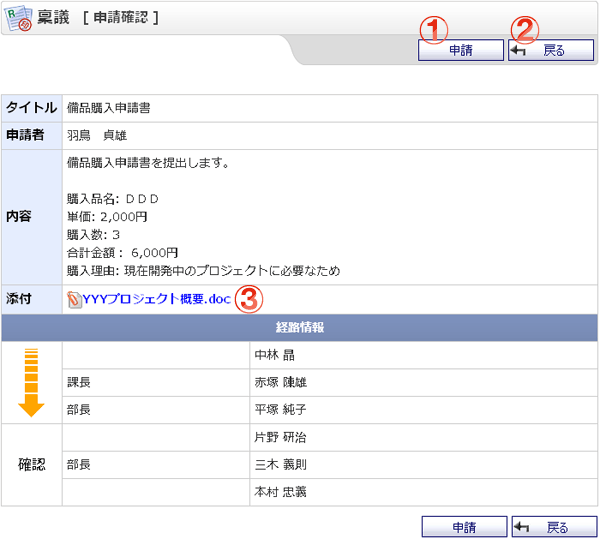 稟議 [ 申請確認 ]
① ②
申請 戻る
タイトル 備品購入申請書
申請者 羽鳥 貞雄
備品購入申請書を提出します。
購入品名: ＤＤＤ
単価: 2,000円
内容 購入数: 3
合計金額： 6,000円
購入理由: 現在開発中のプロジェクトに必要なため
添付 YYYプロジェクト概要.doc ③
経路情報
中林 晶
課長 赤塚 陳雄
部長 平塚 純子
片野 研治
確認 部長 三木 義則
本村 忠義
申請 戻る